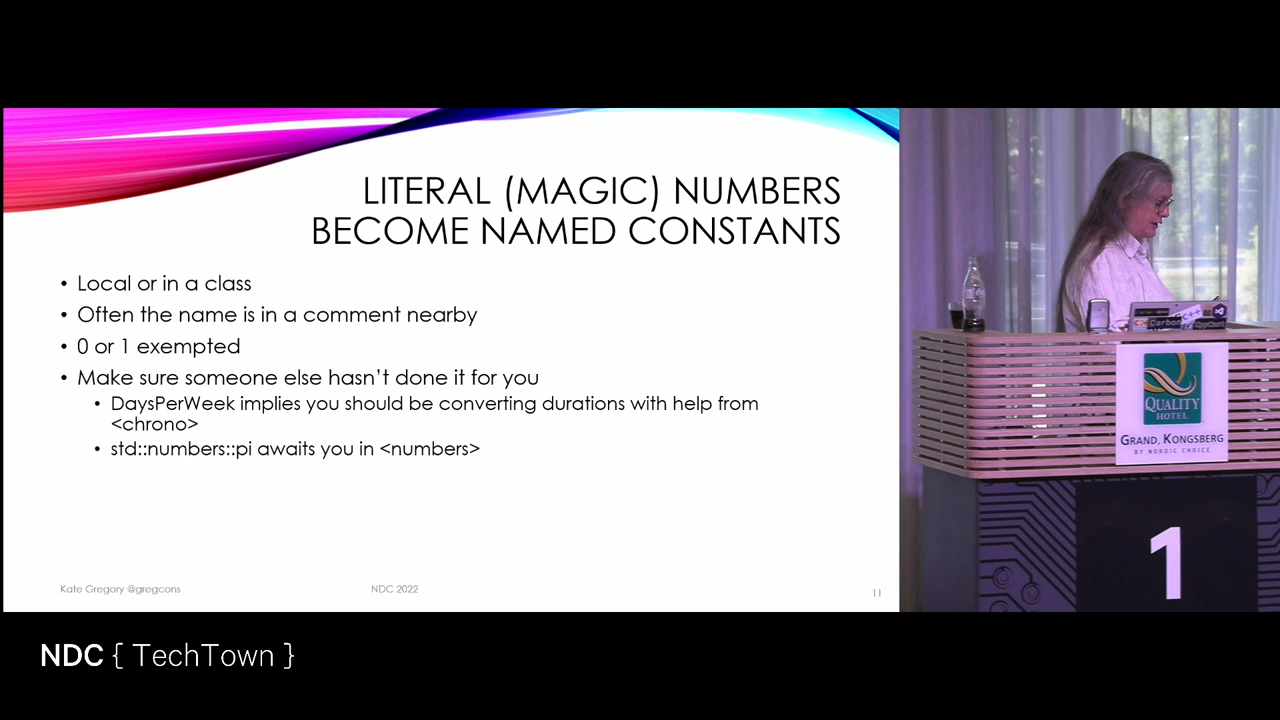 LITERAL (MAGIC) NUMBERS
BECOME NAMED CONSTANTS
• Local or in a class
• Often the name is in a comment nearby
• 0 or 1 exempted
• Make sure someone else hasn't done it for you
• DaysPerWeek implies you should be converting durations with help from
<chrono>
• std::numbers::pi awaits you in <numbers>
Kate Gregory @gregcons
NDC 2022
11
Carbon
QUALITY
HOTEL
GRAND, KONGSBERG
BY NORDIC CHOICE
1
NDC { TechTown }